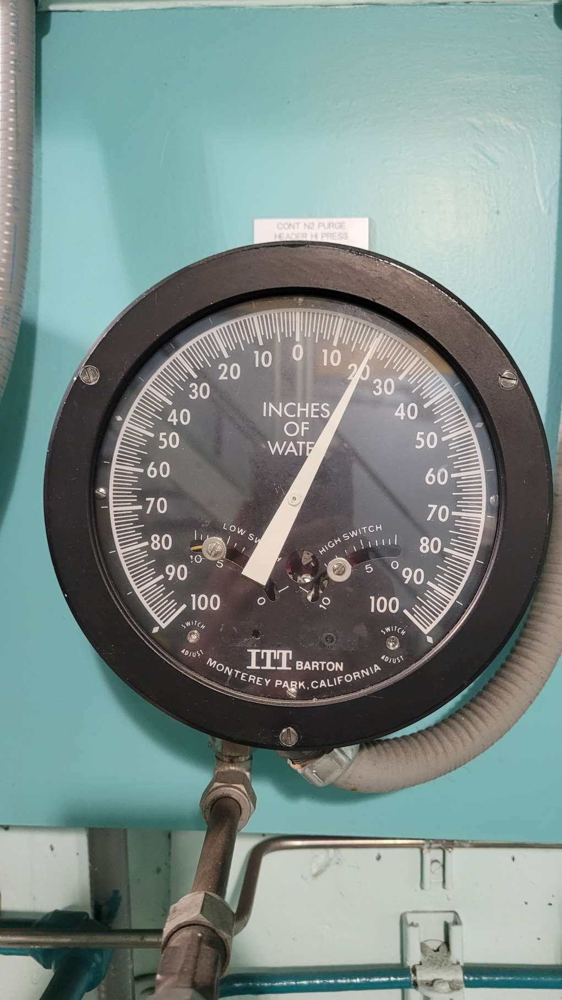 CONT N2 PURGE
HEADER HI PRESS
10 0 10
20 20
30 30
40 40
50 50
60 60
70 70
80 80
90 90
100 100
INCHES
OF
WATE
LOW SW
10 5 0
HIGH SWITCH
10 5 0
SWITCH
ADJUST
SWITCH
ADJUST
ITT BARTON
MONTEREY PARK, CALIFORNIA